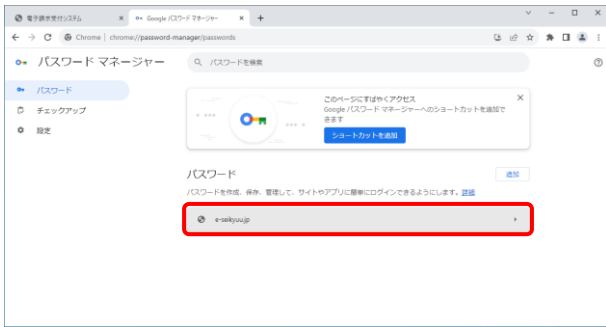 電子請求受付システム
Google パスワード マネージャー
Chrome | chrome://password-manager/passwords
パスワード マネージャー
パスワードを検索
パスワード
チェックアップ
設定
このページにすばやくアクセス
Google パスワード マネージャーへのショートカットを追加で
きます
ショートカットを追加
パスワード
追加
パスワードを作成、保存、管理して、サイトやアプリに簡単にログインできるようにします。詳細
e-seikyuu.jp